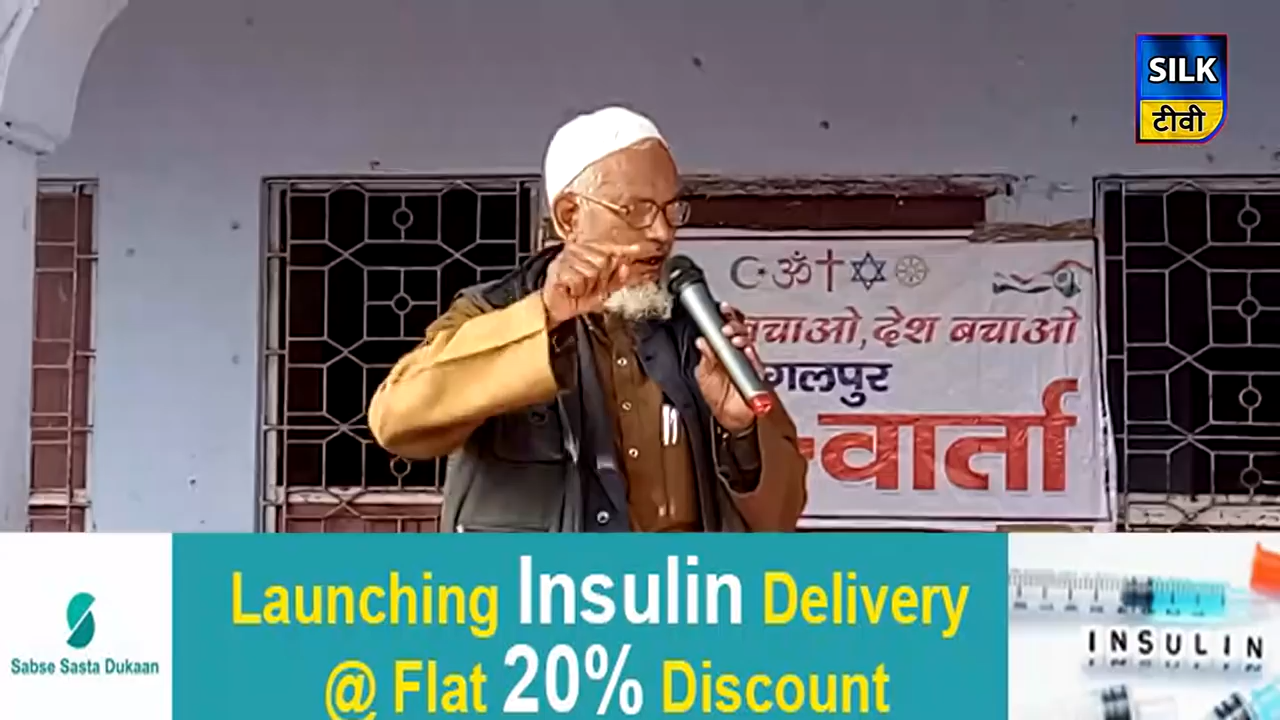 SILK
टीवी
बचाओ, देश बचाओ
गलपुर
-वार्ता
Launching Insulin Delivery
@ Flat 20% Discount
Sabse Sasta Dukaan
INSULIN